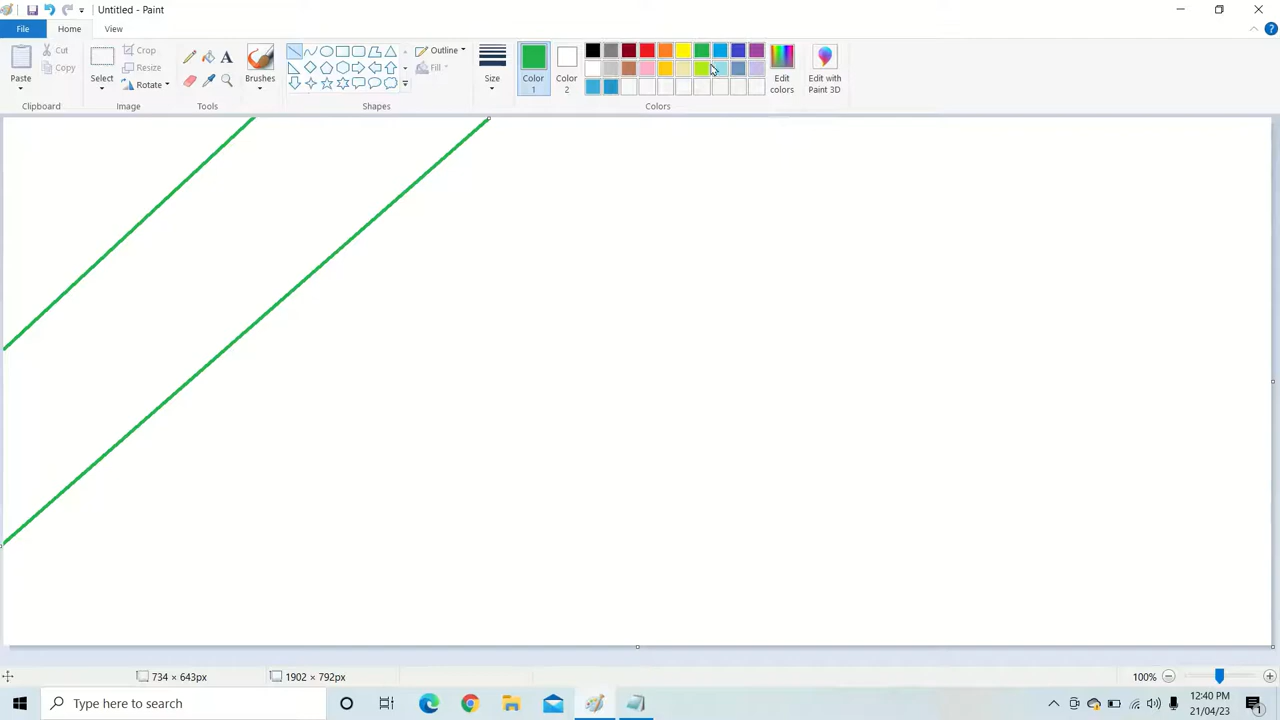 Untitled - Paint
File Home View
Paste
Cut
Copy
Clipboard
Select
Crop
Resize
Rotate
Image
Tools
Brushes
Outline
Fill
Shapes
Size
Color 1
Color 2
Colors
Edit colors
Edit with Paint 3D
734 × 643px
1902 × 792px
100%
Type here to search
12:40 PM
21/04/23